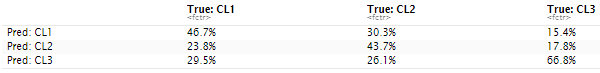 True: CL1 True: CL2 True: CL3
<fctr> <fctr> <fctr>
Pred: CL1 46.7% 30.3% 15.4%
Pred: CL2 23.8% 43.7% 17.8%
Pred: CL3 29.5% 26.1% 66.8%